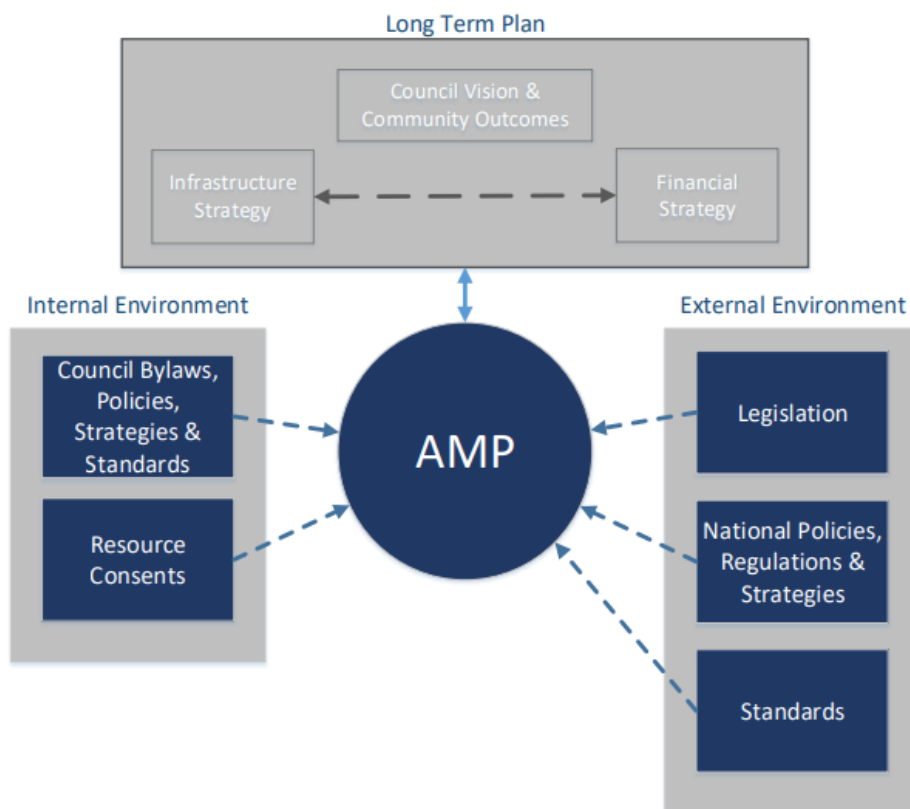 Long Term Plan
Council Vision &
Community Outcomes
Infrastructure
Strategy
Financial
Strategy
Internal Environment
Council Bylaws,
Policies,
Strategies &
Standards
Resource
Consents
AMP
External Environment
Legislation
National Policies,
Regulations &
Strategies
Standards